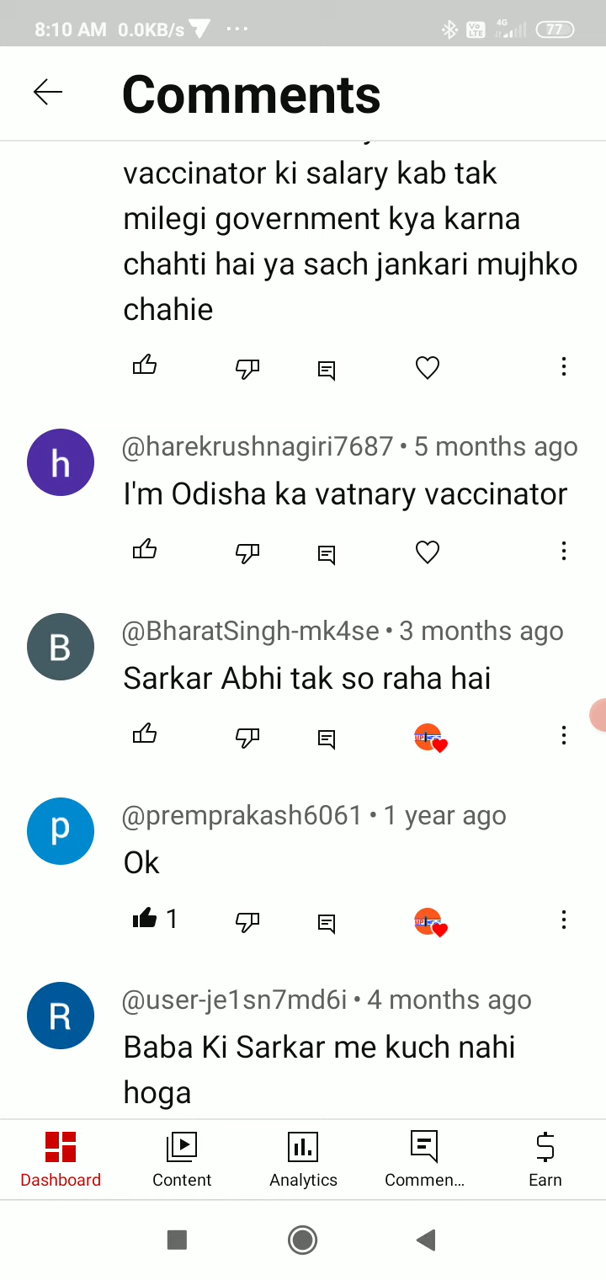 8:10 AM 0.0KB/s
4G
Vo LTE
77
Comments
vaccinator ki salary kab tak
milegi government kya karna
chahti hai ya sach jankari mujhko
chahie
h
@harekrushnagiri7687 • 5 months ago
I'm Odisha ka vatnary vaccinator
B
@BharatSingh-mk4se • 3 months ago
Sarkar Abhi tak so raha hai
p
@premprakash6061 • 1 year ago
Ok
1
R
@user-je1sn7md6i • 4 months ago
Baba Ki Sarkar me kuch nahi
hoga
Dashboard Content Analytics Commen... Earn